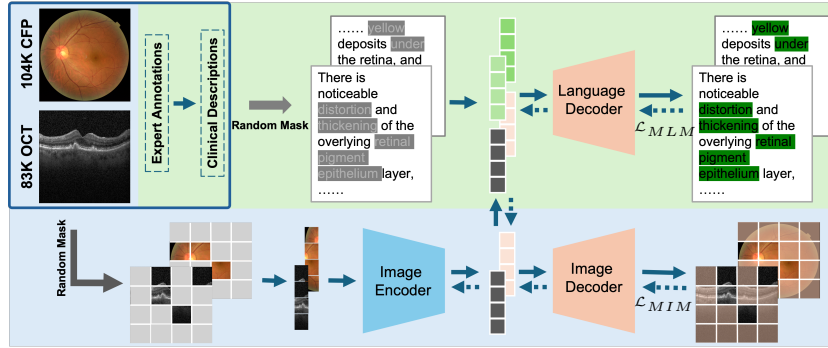 104K CFP
83K OCT
Expert Annotations
Clinical Descriptions
Random Mask
...... yellow
deposits under
the retina, and
There is
noticeable
distortion and
thickening of the
overlying retinal
pigment
epithelium layer,
......
Language
Decoder
L_MLM
...... yellow
deposits under
the retina, and
There is
noticeable
distortion and
thickening of the
overlying retinal
pigment
epithelium layer,
......
Random Mask
Image
Encoder
Image
Decoder
L_MIM